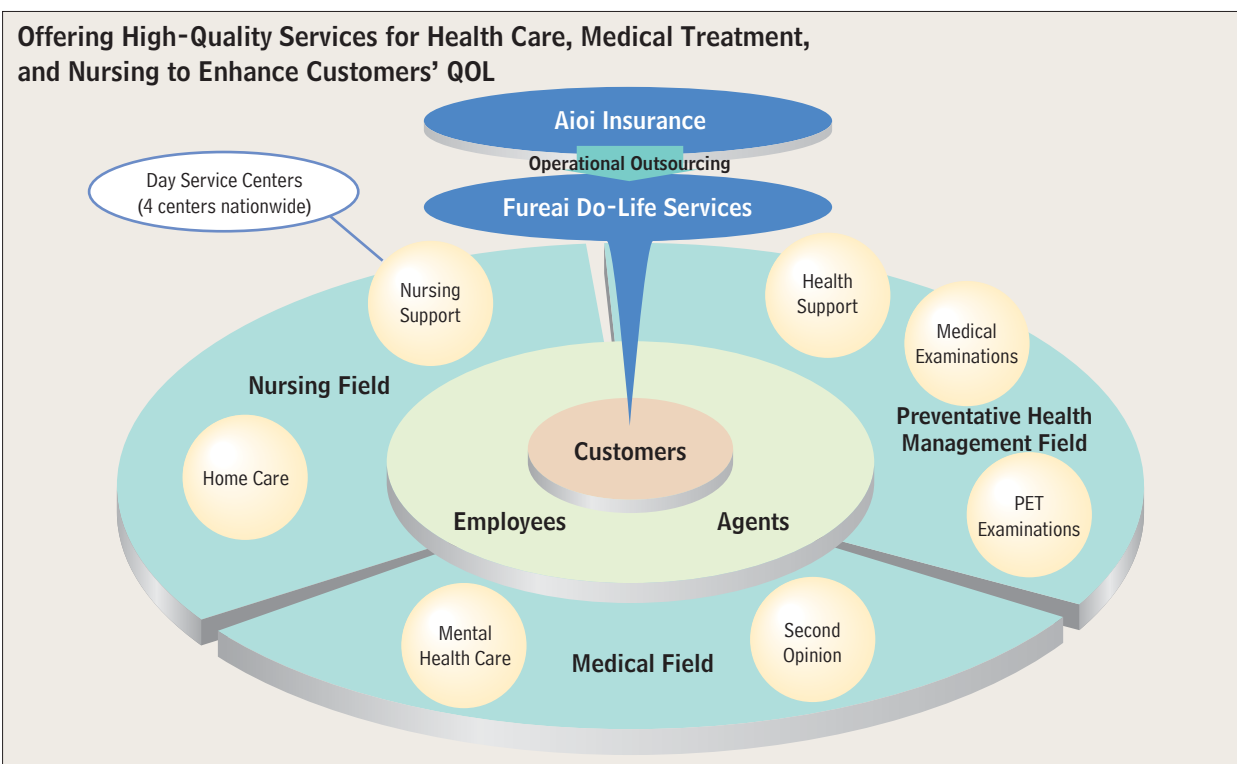 Offering High-Quality Services for Health Care, Medical Treatment,
and Nursing to Enhance Customers' QOL
Aioi Insurance
Operational Outsourcing
Day Service Centers
(4 centers nationwide)
Fureai Do-Life Services
Nursing
Support
Health
Support
Medical
Examinations
Nursing Field
Preventative Health
Management Field
Customers
Home Care
PET
Examinations
Employees
Agents
Mental
Health Care
Medical Field
Second
Opinion